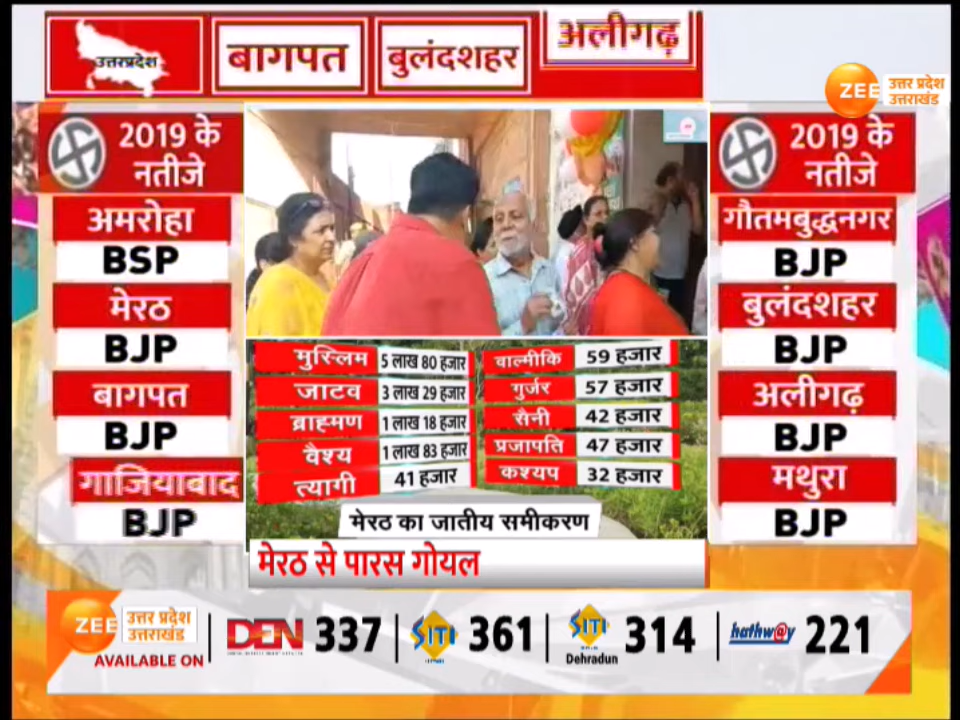 उत्तरप्रदेश
बागपत
बुलंदशहर
अलीगढ़
ZEE
उत्तर प्रदेश
उत्तराखंड
2019 के
नतीजे
अमरोहा
BSP
मेरठ
BJP
बागपत
BJP
गाजियाबाद
BJP
2019 के
नतीजे
गौतमबुद्धनगर
BJP
बुलंदशहर
BJP
अलीगढ़
BJP
मथुरा
BJP
मुस्लिम 5 लाख 80 हजार
जाटव 3 लाख 29 हजार
ब्राह्मण 1 लाख 18 हजार
वैश्य 1 लाख 83 हजार
त्यागी 41 हजार
वाल्मीकि 59 हजार
गुर्जर 57 हजार
सैनी 42 हजार
प्रजापति 47 हजार
कश्यप 32 हजार
मेरठ का जातीय समीकरण
मेरठ से पारस गोयल
ZEE
उत्तर प्रदेश
उत्तराखंड
AVAILABLE ON
DEN 337
SITI 361
SITI
Dehradun
314
hathw@y 221